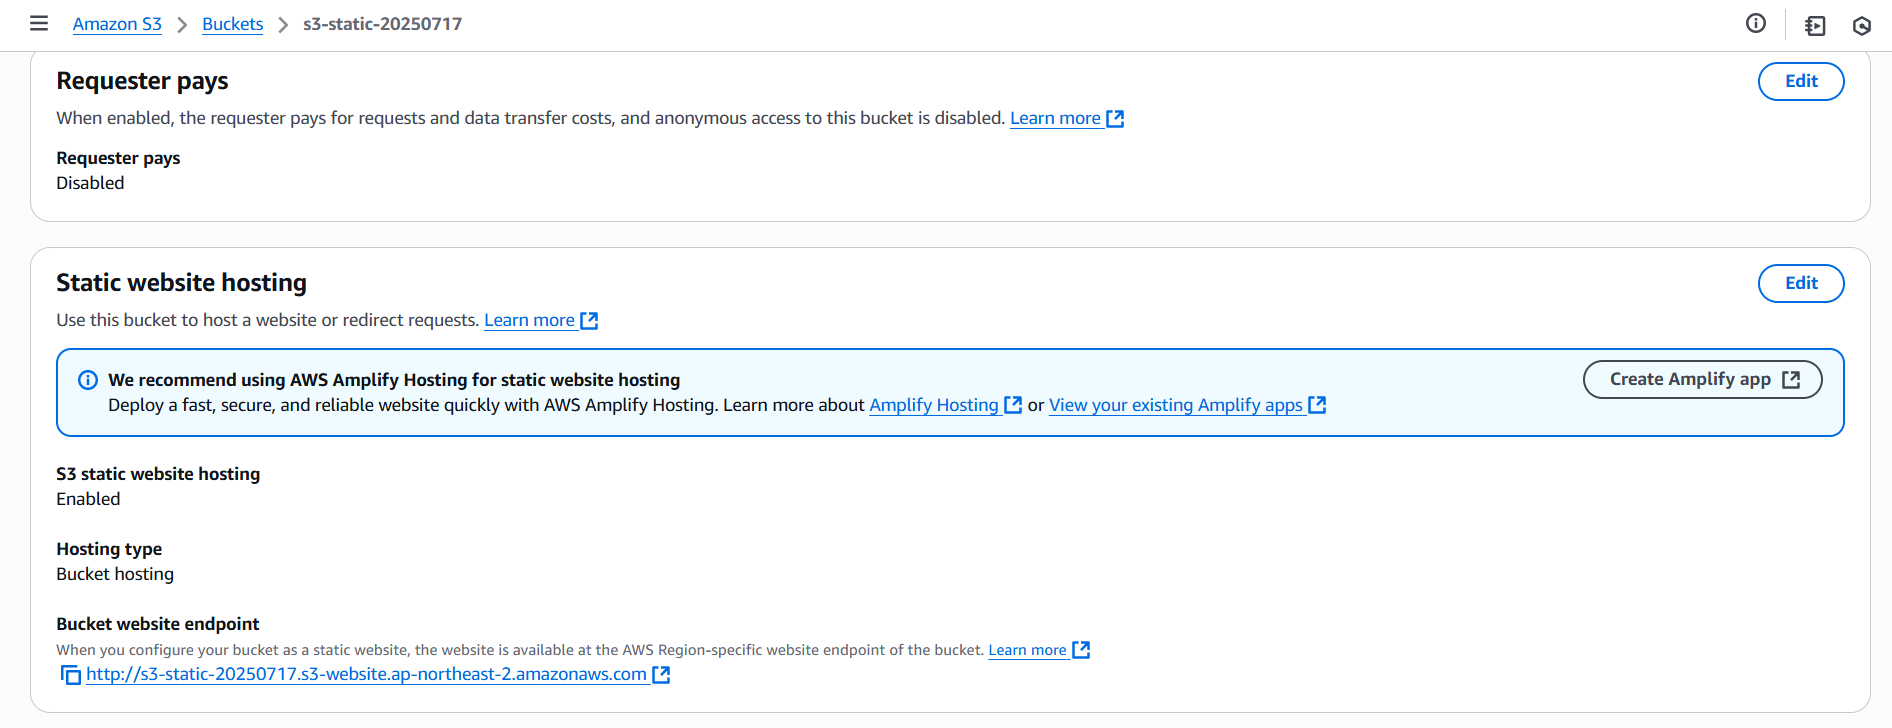 Amazon S3 > Buckets > s3-static-20250717
Requester pays
Edit
When enabled, the requester pays for requests and data transfer costs, and anonymous access to this bucket is disabled. Learn more
Requester pays
Disabled
Static website hosting
Edit
Use this bucket to host a website or redirect requests. Learn more
We recommend using AWS Amplify Hosting for static website hosting
Create Amplify app
Deploy a fast, secure, and reliable website quickly with AWS Amplify Hosting. Learn more about Amplify Hosting or View your existing Amplify apps
S3 static website hosting
Enabled
Hosting type
Bucket hosting
Bucket website endpoint
When you configure your bucket as a static website, the website is available at the AWS Region-specific website endpoint of the bucket. Learn more
http://s3-static-20250717.s3-website.ap-northeast-2.amazonaws.com